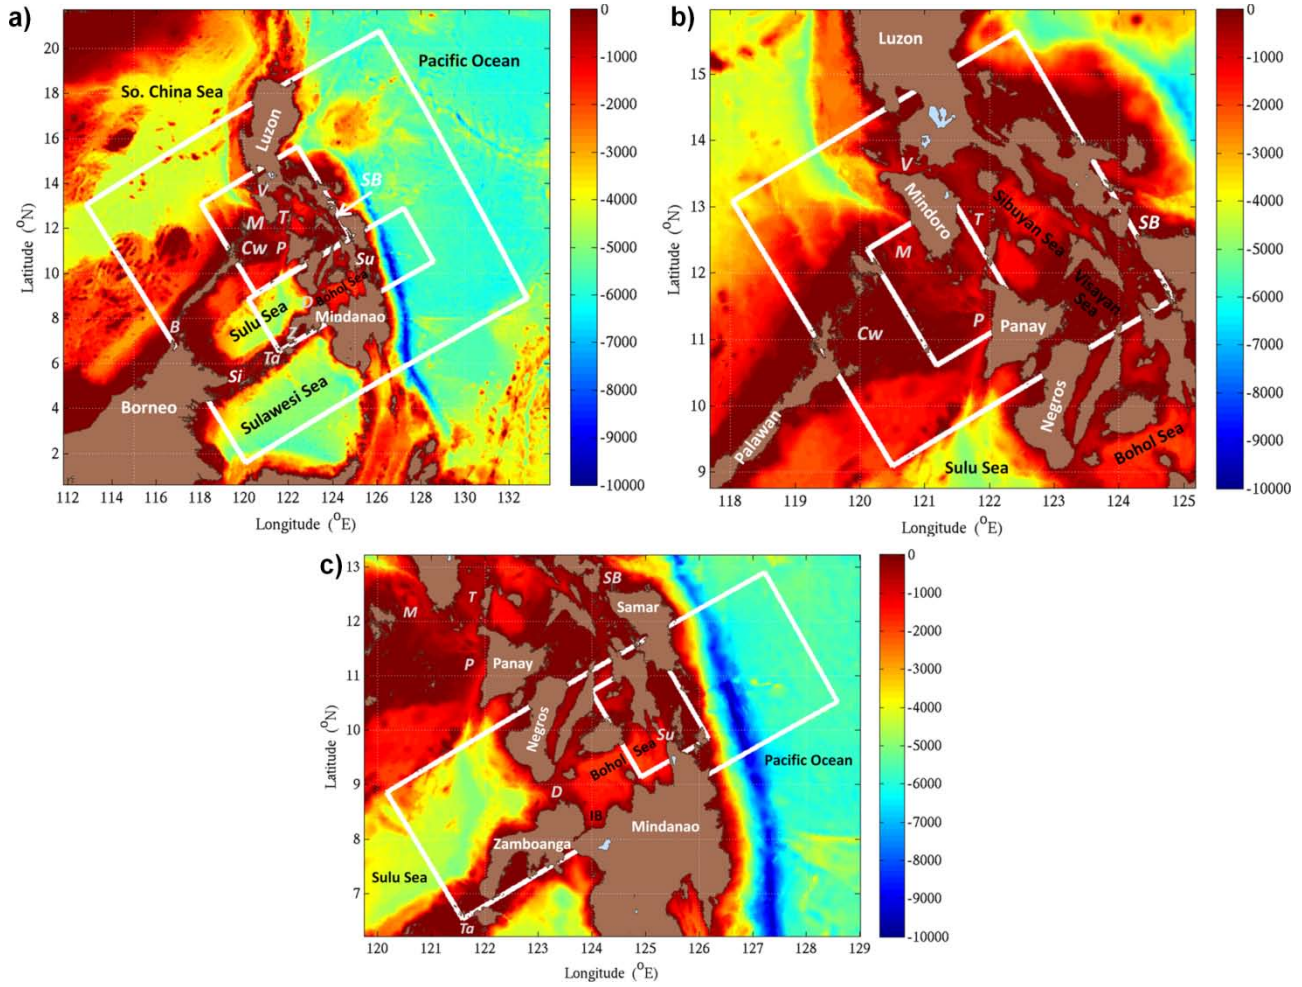 a)
So. China Sea
Pacific Ocean
Luzon
SB
V
M
T
Cw
P
Su
Bohol Sea
D
Sulu Sea
Mindanao
B
Z
Ta
Si
Sulawesi Sea
Borneo
20
18
16
14
12
10
8
6
4
2
Latitude (°N)
112 114 116 118 120 122 124 126 128 130 132
Longitude (°E)
0
-1000
-2000
-3000
-4000
-5000
-6000
-7000
-8000
-9000
-10000
b)
Luzon
V
Mindoro
Sibuyan Sea
SB
T
M
Visayan
Sea
P
Panay
Cw
Negros
Palawan
Bohol Sea
Sulu Sea
15
14
13
12
11
10
9
Latitude (°N)
118 119 120 121 122 123 124 125
Longitude (°E)
0
-1000
-2000
-3000
-4000
-5000
-6000
-7000
-8000
-9000
-10000
c)
SB
Samar
M
T
P
Panay
Negros
Su
Bohol Sea
Pacific Ocean
D
IB
Mindanao
Zamboanga
Sulu Sea
Ta
13
12
11
10
9
8
7
Latitude (°N)
120 121 122 123 124 125 126 127 128 129
Longitude (°E)
0
-1000
-2000
-3000
-4000
-5000
-6000
-7000
-8000
-9000
-10000